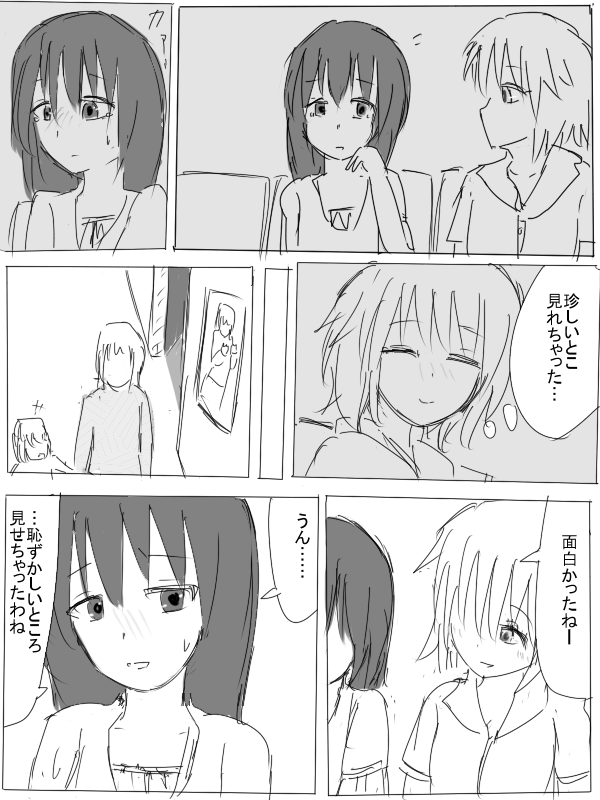 カァー
珍しいとこ
見れちゃった…
面白かったねー
うん……
…恥ずかしいところ
見せちゃったわね